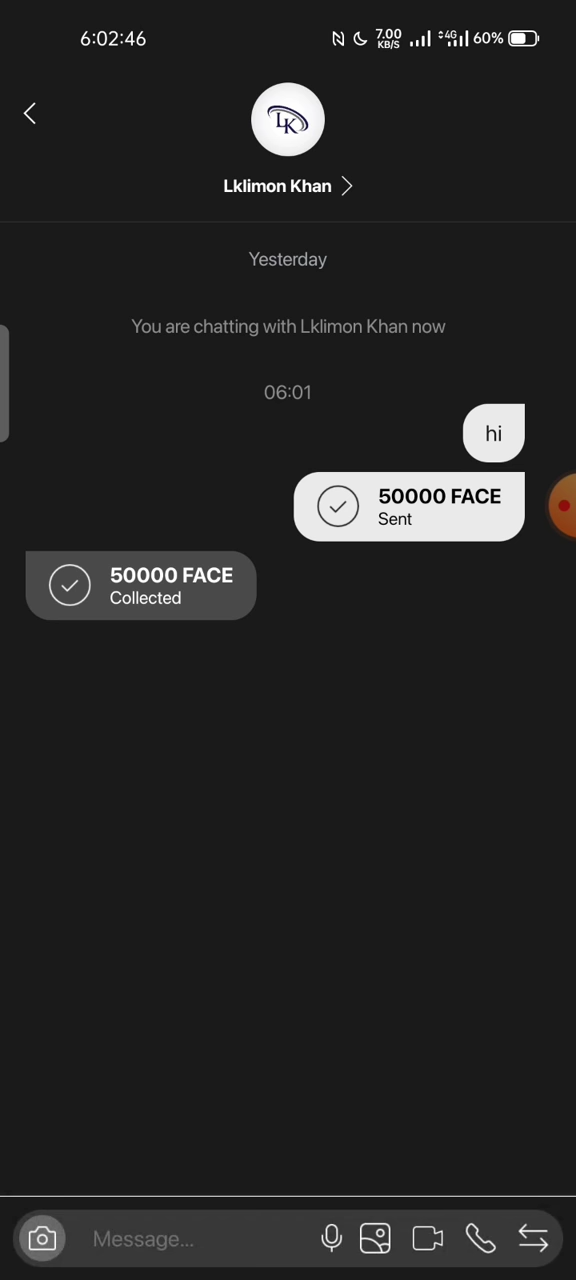 6:02:46
7.00
KB/S
4G
60%
LK
Lklimon Khan
Yesterday
You are chatting with Lklimon Khan now
06:01
hi
50000 FACE
Sent
50000 FACE
Collected
Message...